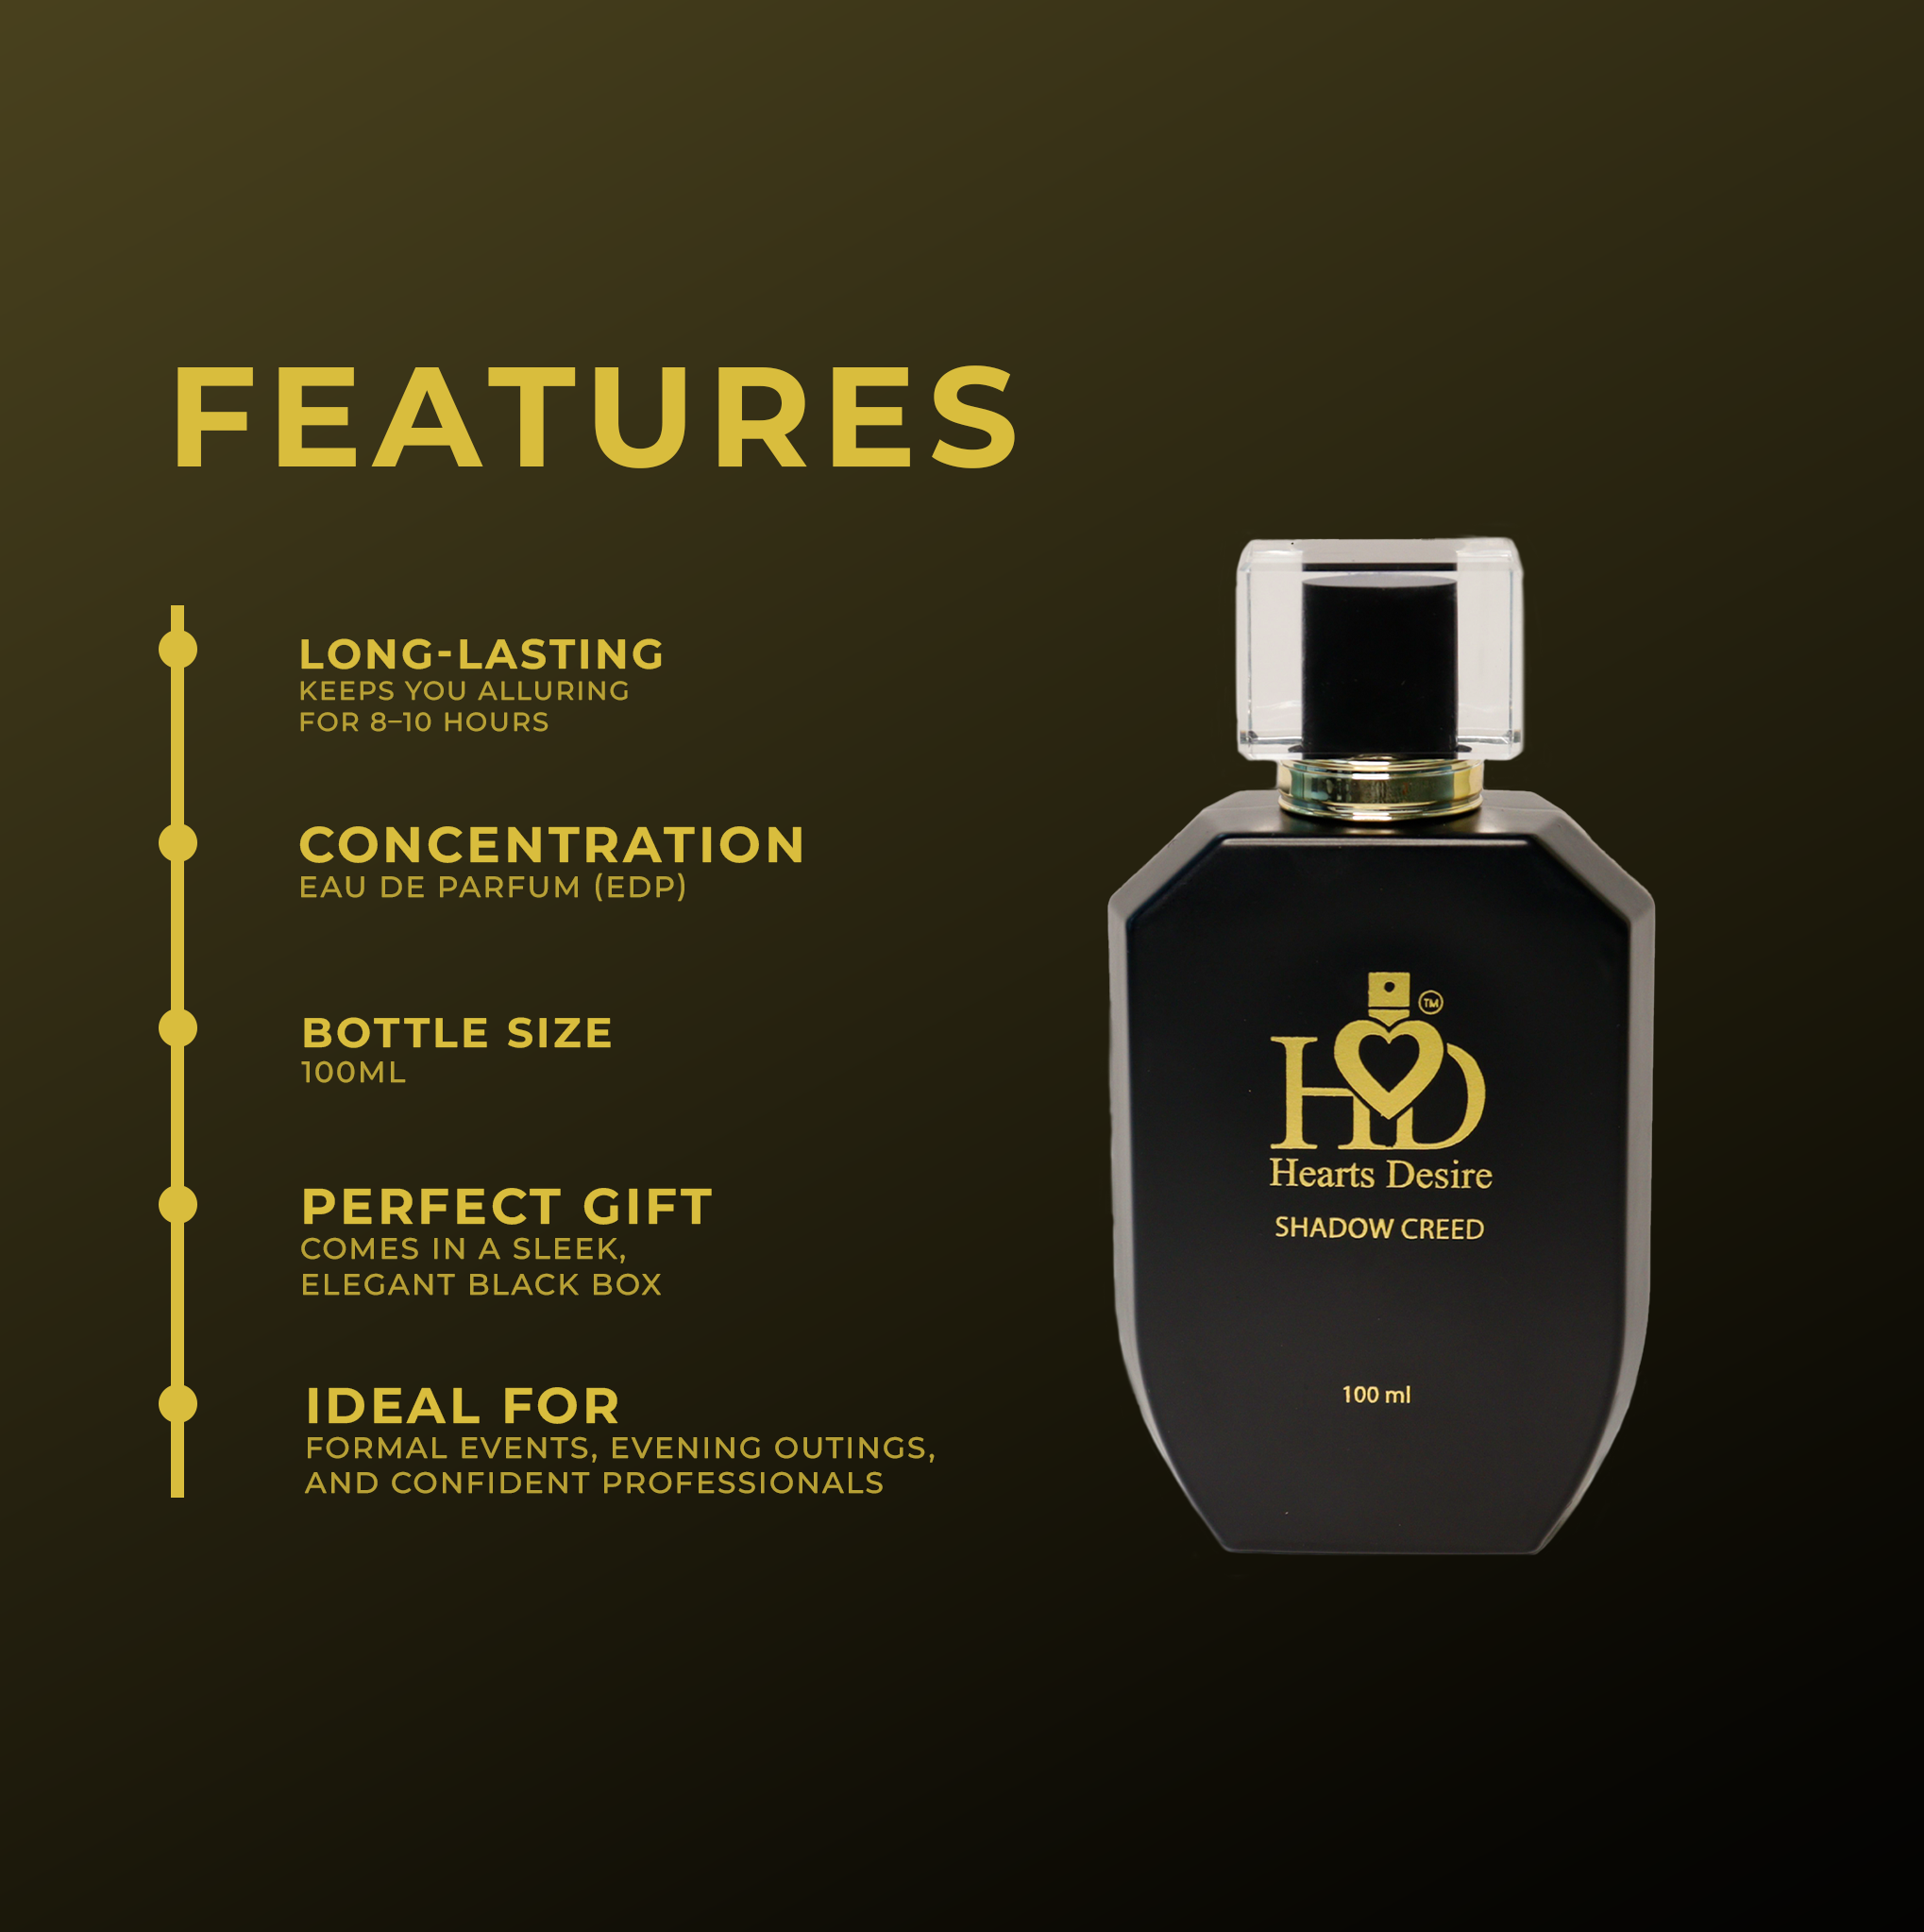 FEATURES
LONG-LASTING
KEEPS YOU ALLURING
FOR 8–10 HOURS
CONCENTRATION
EAU DE PARFUM (EDP)
BOTTLE SIZE
100ML
PERFECT GIFT
COMES IN A SLEEK,
ELEGANT BLACK BOX
IDEAL FOR
FORMAL EVENTS, EVENING OUTINGS,
AND CONFIDENT PROFESSIONALS
TM
HD
Hearts Desire
SHADOW CREED
100 ml